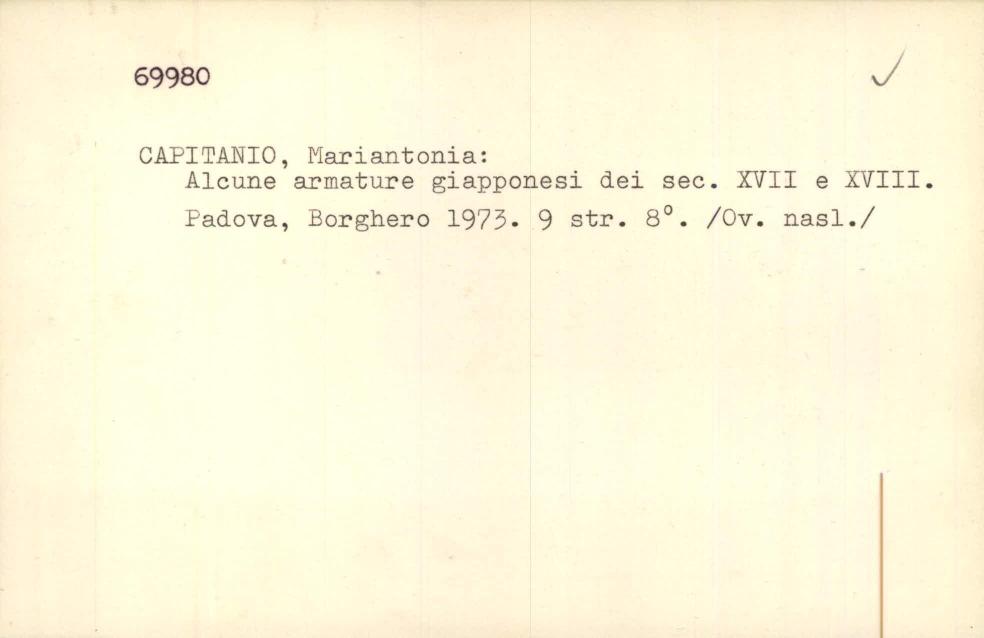 69980
CAPITANIO, Mariantonia:
Alcune armature giapponesi dei sec. XVII e XVIII.
Padova, Borghero 1973. 9 str. 8°. /Ov. nasl./